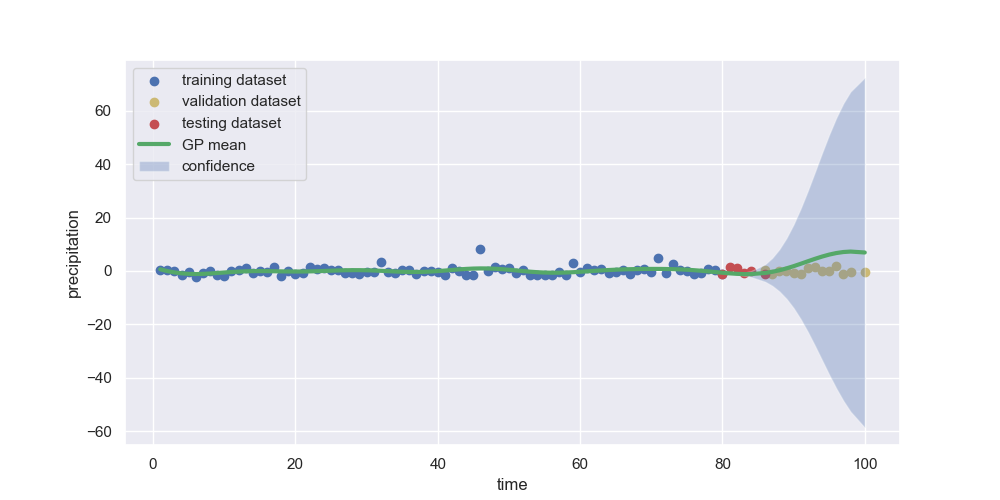 training dataset
validation dataset
testing dataset
GP mean
confidence
60
40
20
0
−20
−40
−60
precipitation
0 20 40 60 80 100
time